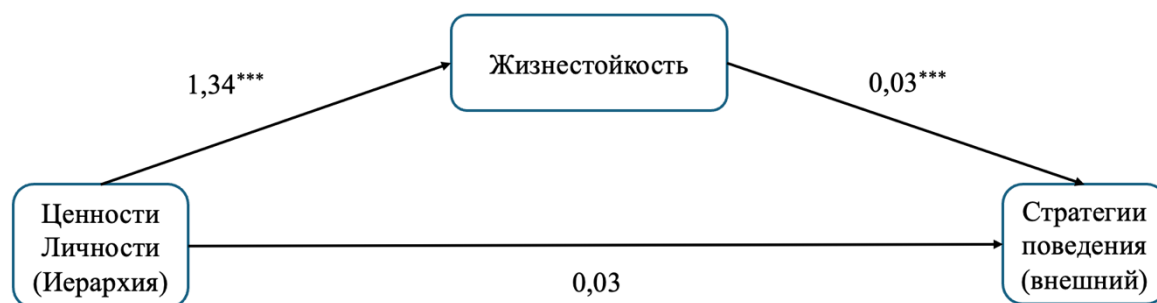 Жизнестойкость
1,34***
0,03***
Ценности
Личности
(Иерархия)
Стратегии
поведения
(внешний)
0,03